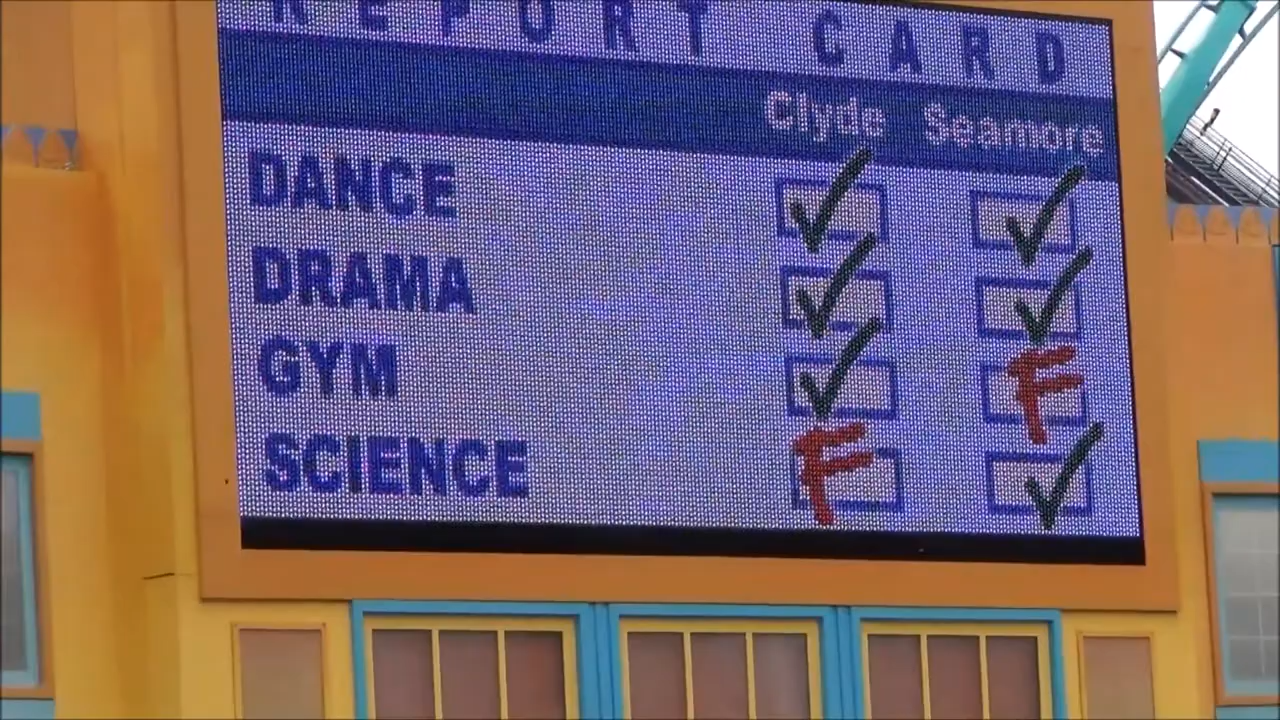 REPORT CARD
Clyde Seamore
DANCE ✓ ✓
DRAMA ✓ ✓
GYM ✓ F
SCIENCE F ✓